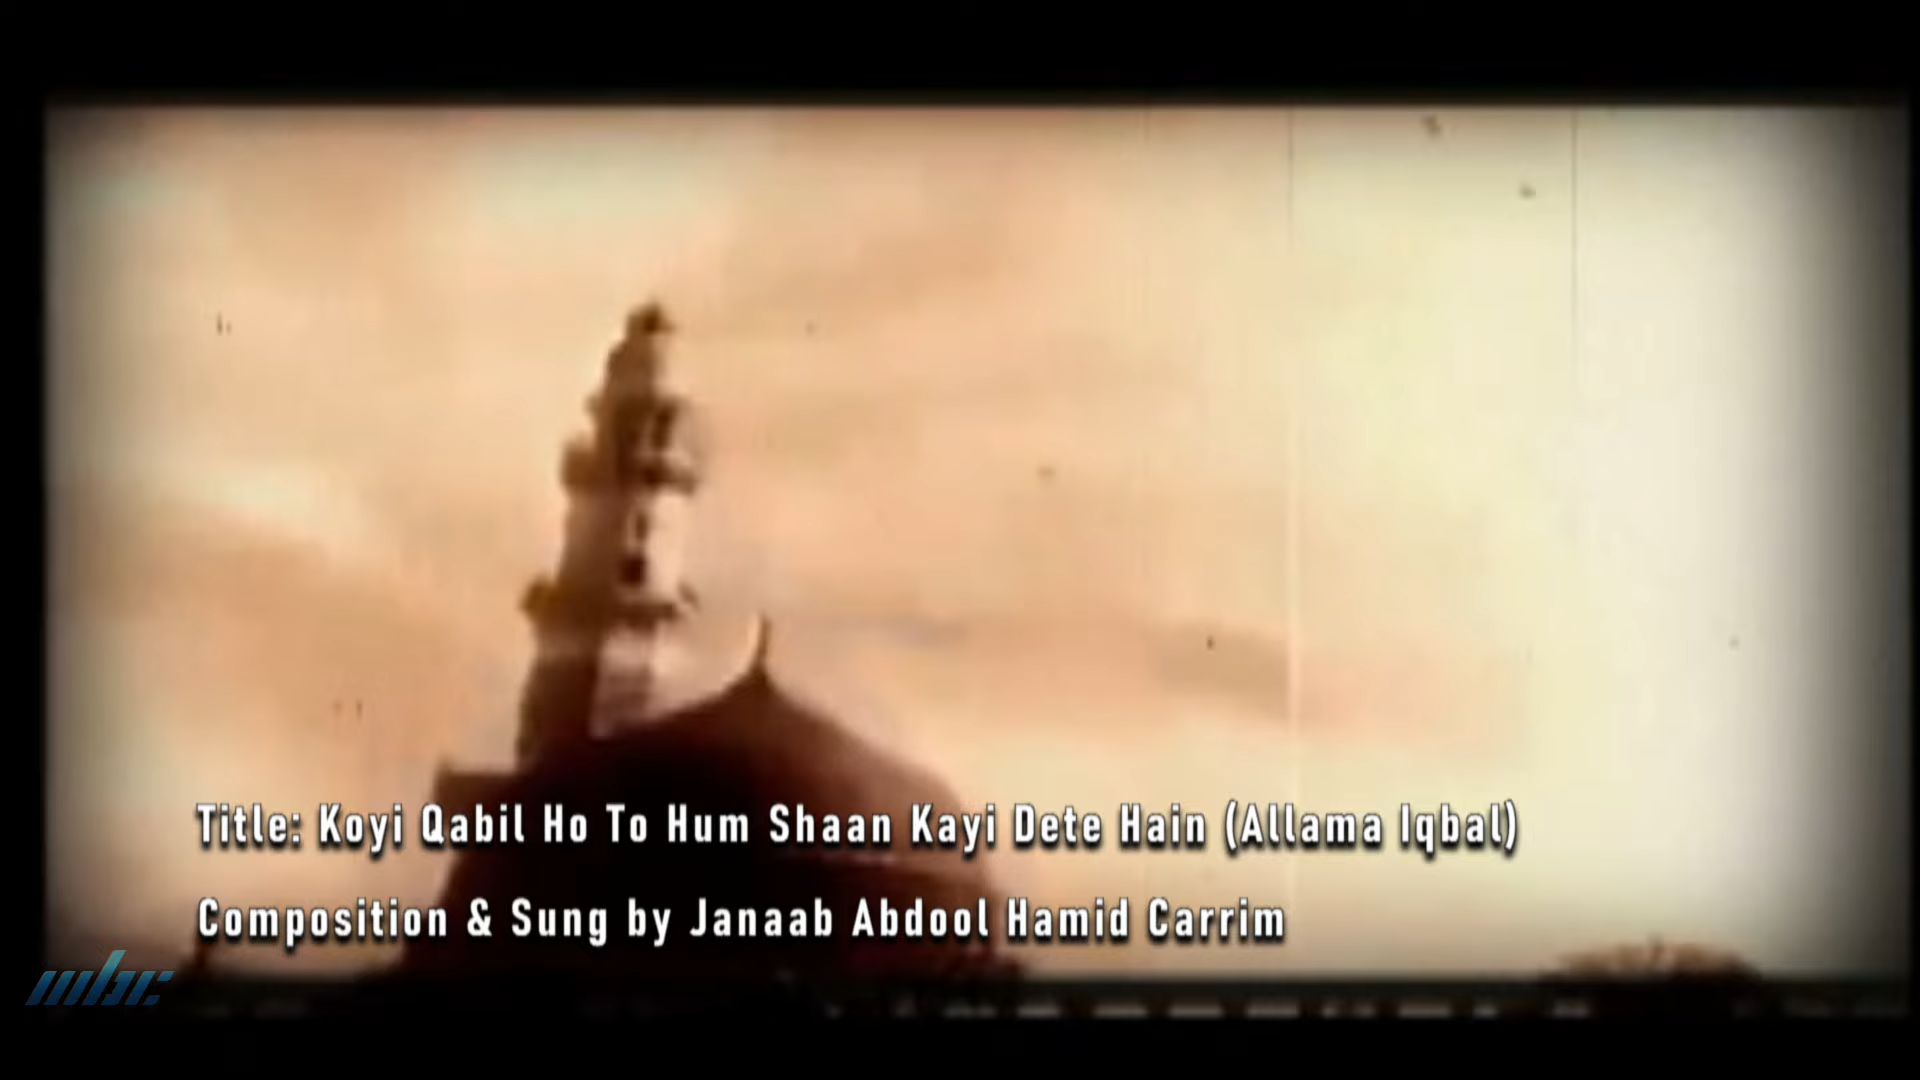 Title: Koyi Qabil Ho To Hum Shaan Kayi Dete Hain (Allama Iqbal)
Composition & Sung by Janaab Abdool Hamid Carrim
mbc